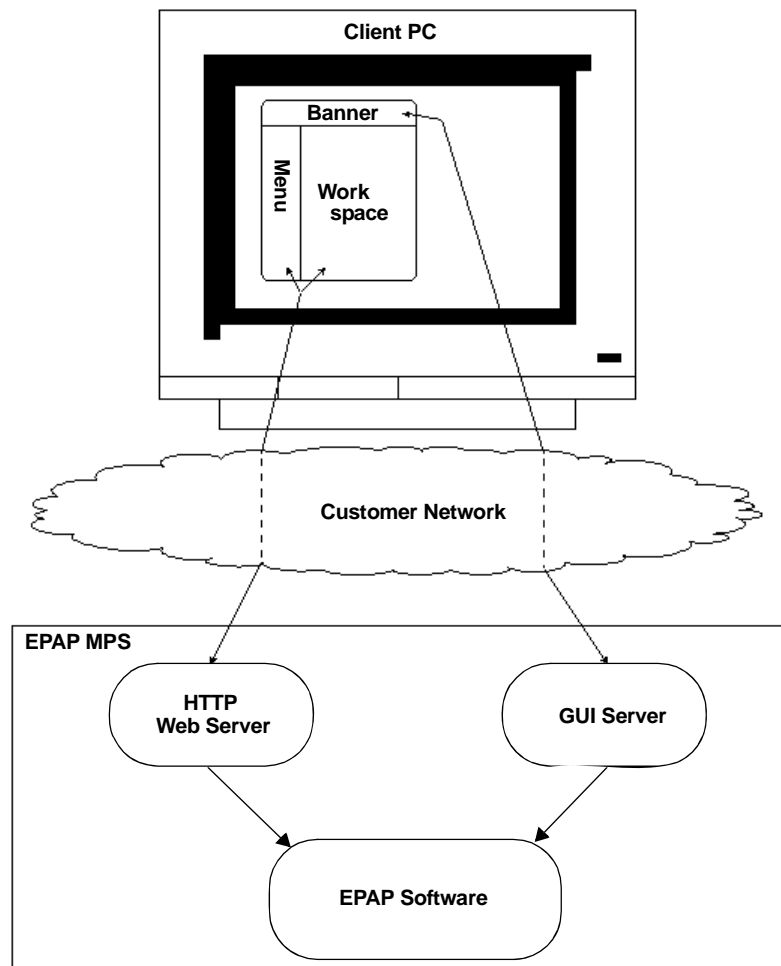 Client PC
Banner
Menu
Work
space
Customer Network
EPAP MPS
HTTP
Web Server
GUI Server
EPAP Software